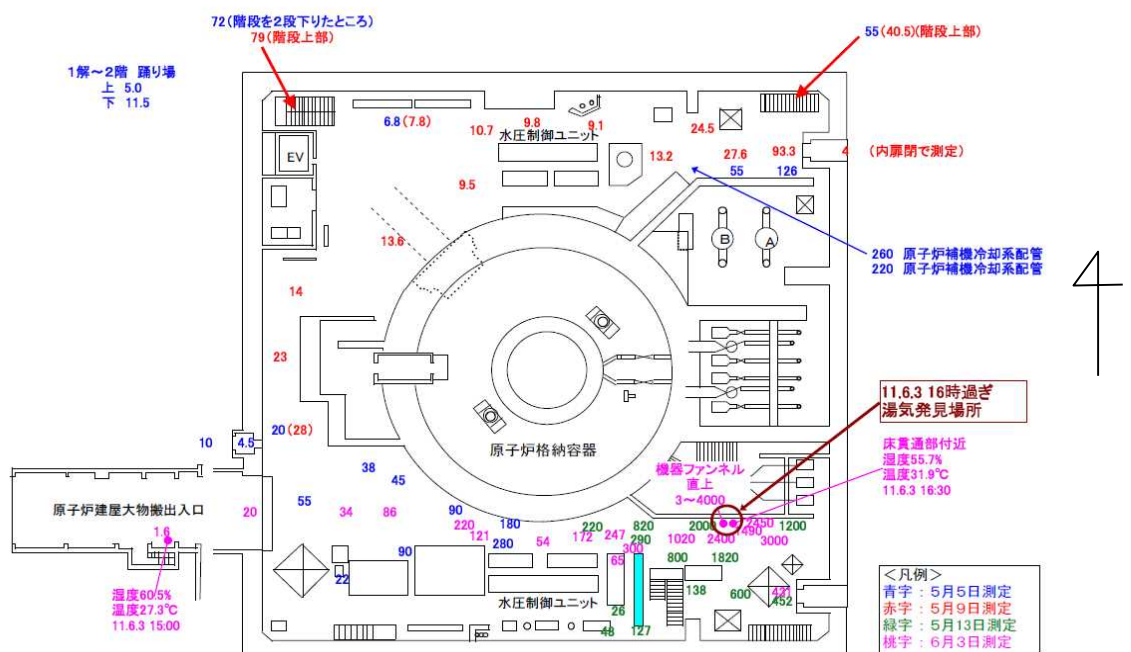 72(階段を2段下りたところ)
79(階段上部)
55(40.5)(階段上部)
1解～2階 踊り場
上 5.0
下 11.5
6.8(7.8)
10.7
9.8
9.1
24.5
水圧制御ユニット
EV
13.2
27.6
93.3
4
(内扉閉で測定)
55
126
9.5
13.6
B
A
260 原子炉補機冷却系配管
220 原子炉補機冷却系配管
14
23
11.6.3 16時過ぎ
湯気発見場所
20(28)
10
4.5
原子炉格納容器
床貫通部付近
湿度55.7%
温度31.9℃
11.6.3 16:30
機器ファンネル
直上
3～4000
38
45
55
原子炉建屋大物搬出入口
20
34
86
90
220
180
121
280
54
172
220
247
820
290
300
65
2000
1020
2400
2450
1490
1200
3000
1.6
90
22
800
1820
138
600
431
452
水圧制御ユニット
26
48
127
湿度60.5%
温度27.3℃
11.6.3 15:00
<凡例>
青字：5月5日測定
赤字：5月9日測定
緑字：5月13日測定
桃字：6月3日測定